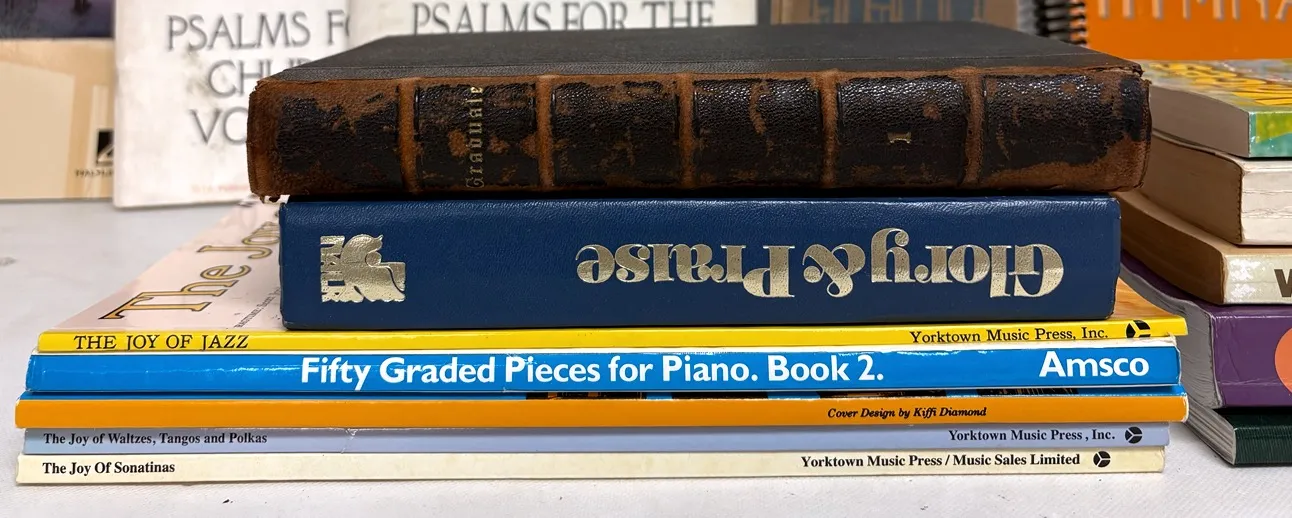 PSALMS F
CHU
VO
PSALMS FOR THE
Graduale
1
Glory & Praise
The Jo
THE JOY OF JAZZ
Yorktown Music Press, Inc.
Fifty Graded Pieces for Piano. Book 2.
Amsco
Cover Design by Kiffi Diamond
The Joy of Waltzes, Tangos and Polkas
Yorktown Music Press , Inc.
The Joy Of Sonatinas
Yorktown Music Press / Music Sales Limited